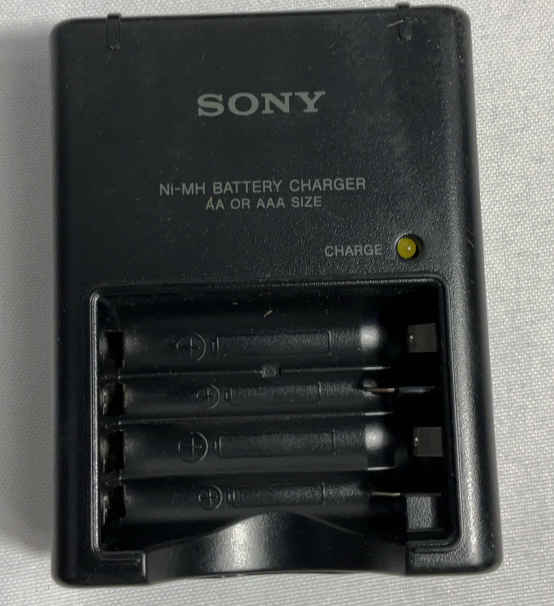 SONY
Ni-MH BATTERY CHARGER
AA OR AAA SIZE
CHARGE